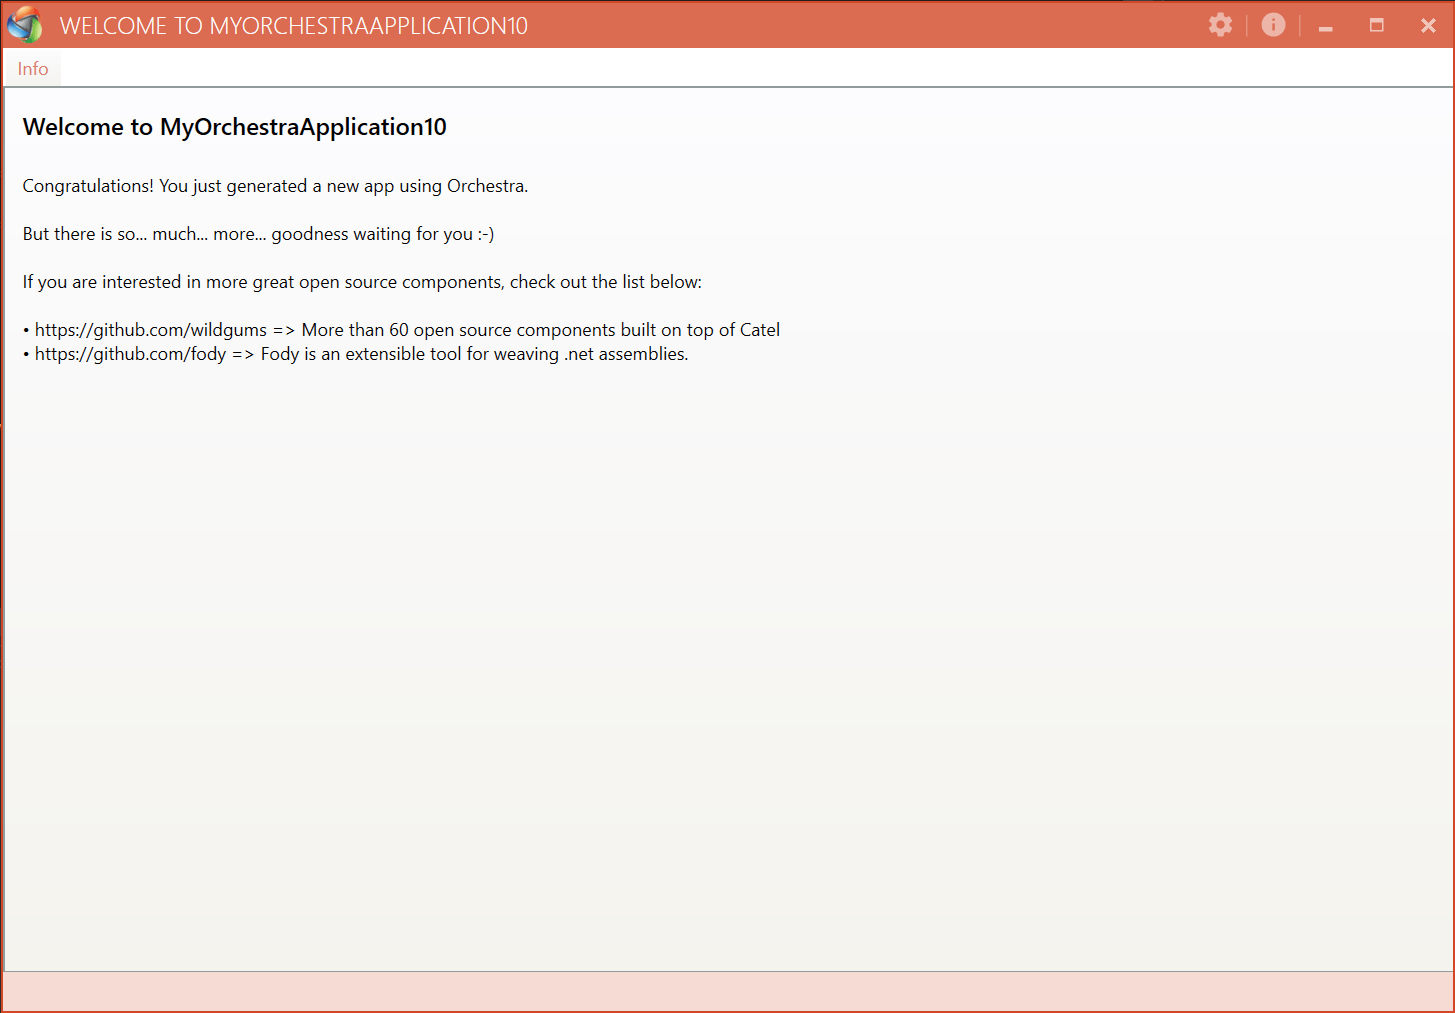 WELCOME TO MYORCHESTRAAPPLICATION10
Info
Welcome to MyOrchestraApplication10
Congratulations! You just generated a new app using Orchestra.
But there is so... much... more... goodness waiting for you :-)
If you are interested in more great open source components, check out the list below:
• https://github.com/wildgums => More than 60 open source components built on top of Catel
• https://github.com/fody => Fody is an extensible tool for weaving .net assemblies.